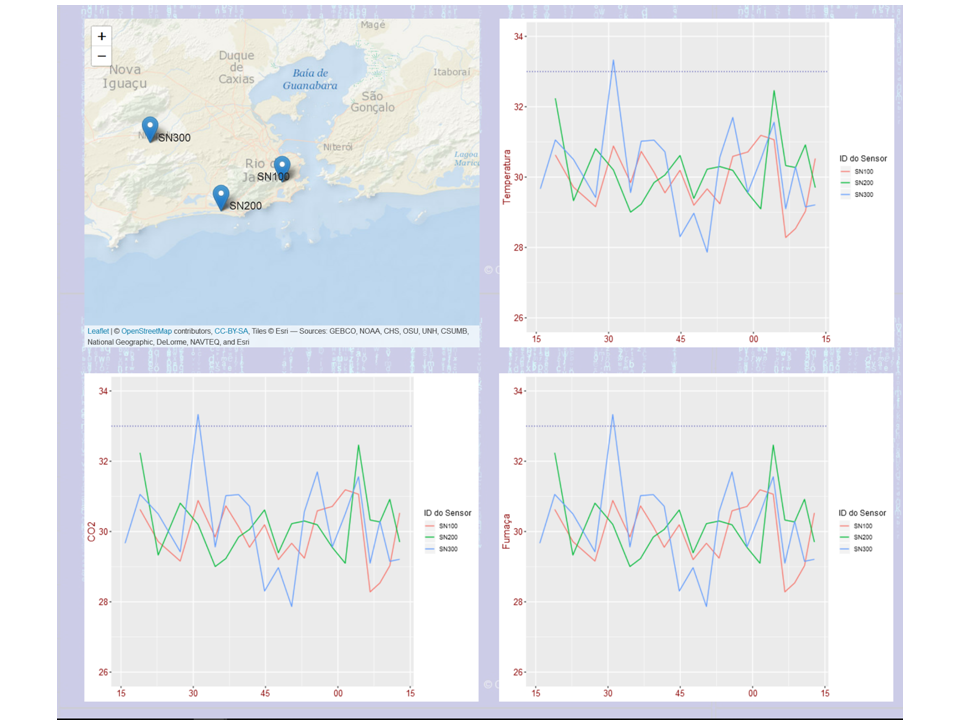 +
−
Magé
Duque
de
Caxias
Nova
Iguaçu
Baía de
Guanabara
Itaboraí
São
Gonçalo
SN300
Niterói
Rio
SN100
Lagoa
SN200
Leaflet | © OpenStreetMap contributors, CC-BY-SA, Tiles © Esri — Sources: GEBCO, NOAA, CHS, OSU, UNH, CSUMB,
National Geographic, DeLorme, NAVTEQ, and Esri
Temperatura
34
32
30
28
26
15 30 45 00 15
ID do Sensor
SN100
SN200
SN300
CO2
34
32
30
28
26
15 30 45 00 15
ID do Sensor
SN100
SN200
SN300
Fumaça
34
32
30
28
26
15 30 45 00 15
ID do Sensor
SN100
SN200
SN300